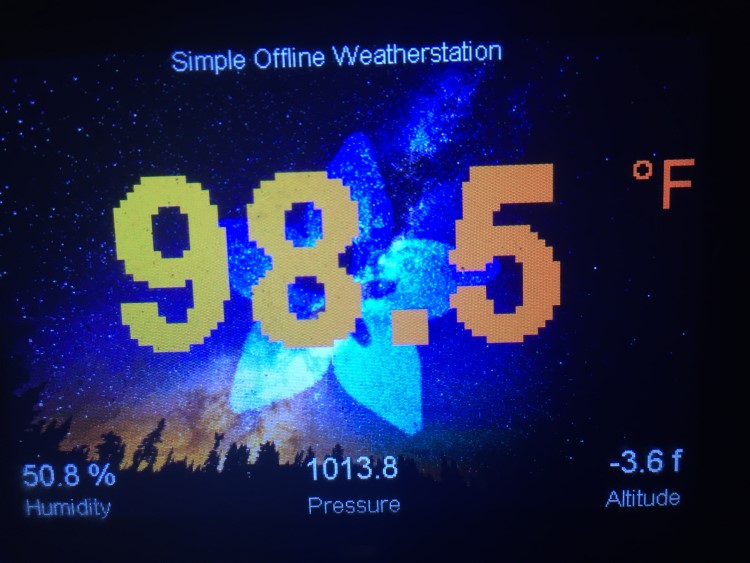 Simple Offline Weatherstation
98.5 °F
50.8 % 1013.8 -3.6 f
Humidity Pressure Altitude